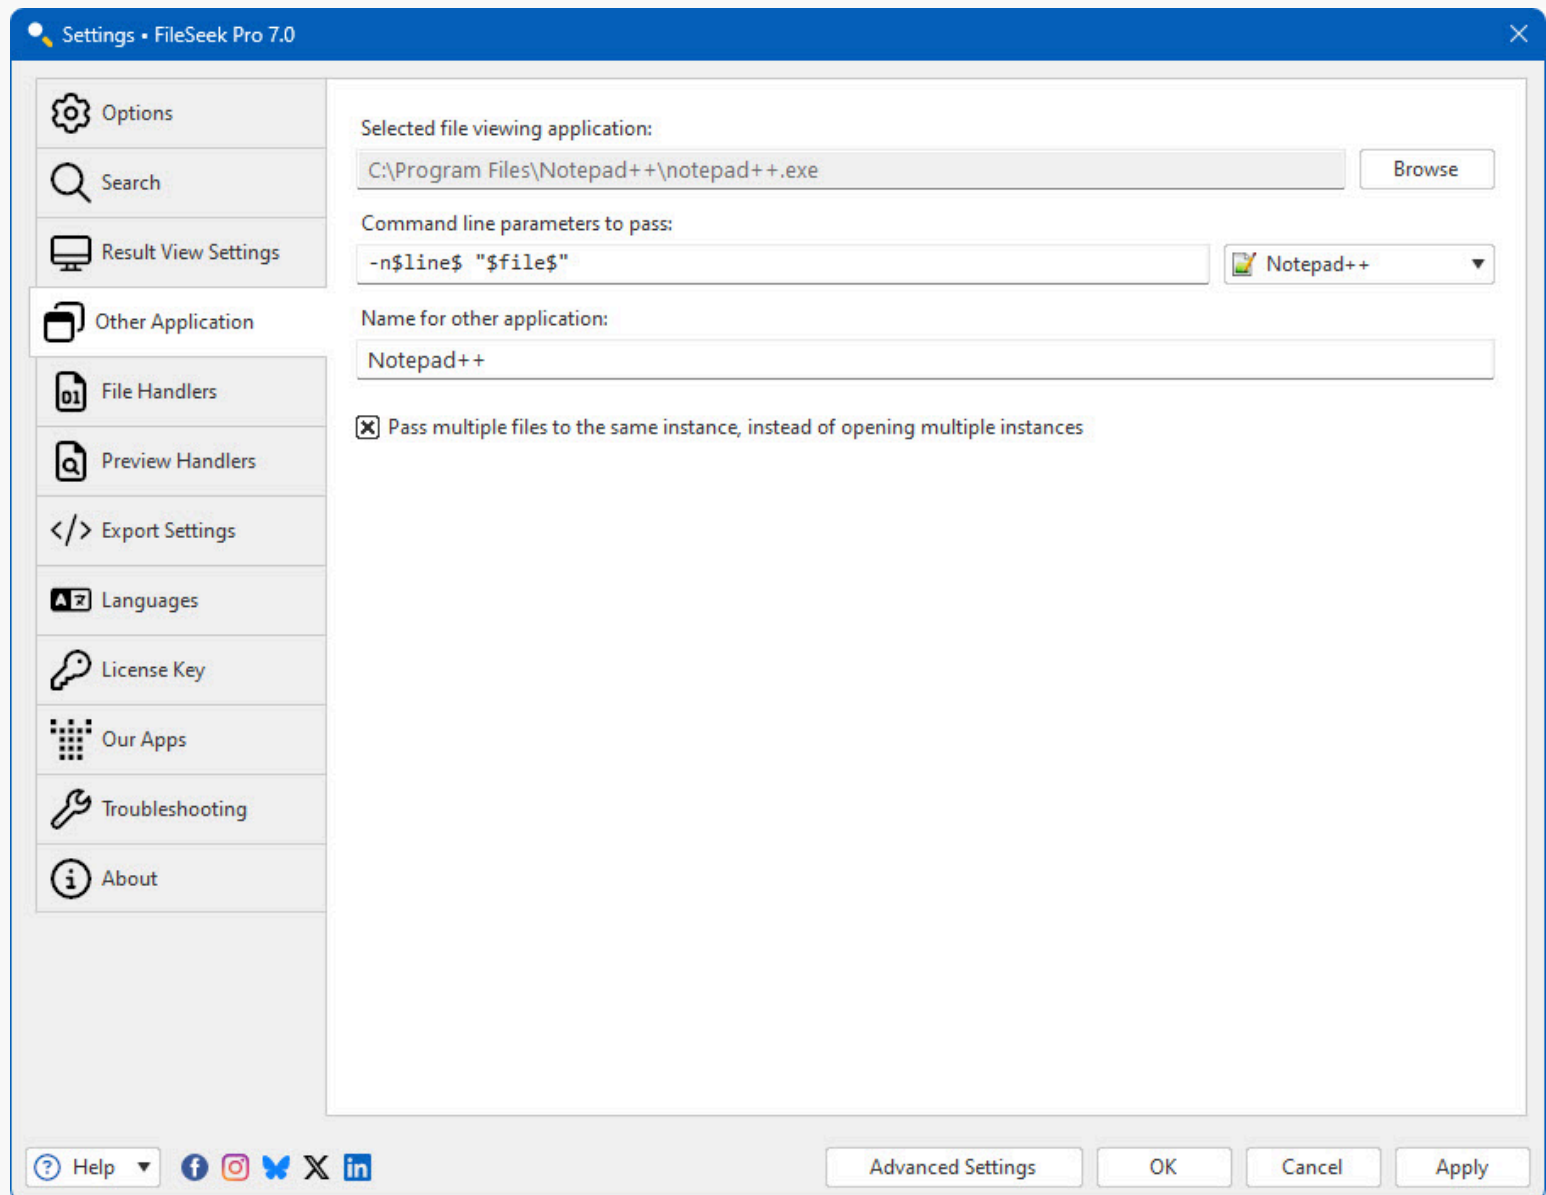 Settings • FileSeek Pro 7.0
Options
Search
Result View Settings
Other Application
File Handlers
Preview Handlers
Export Settings
Languages
License Key
Our Apps
Troubleshooting
About
Selected file viewing application:
C:\Program Files\Notepad++\notepad++.exe
Browse
Command line parameters to pass:
-n$line$ "$file$"
Notepad++
Name for other application:
Notepad++
Pass multiple files to the same instance, instead of opening multiple instances
Help
Advanced Settings
OK
Cancel
Apply